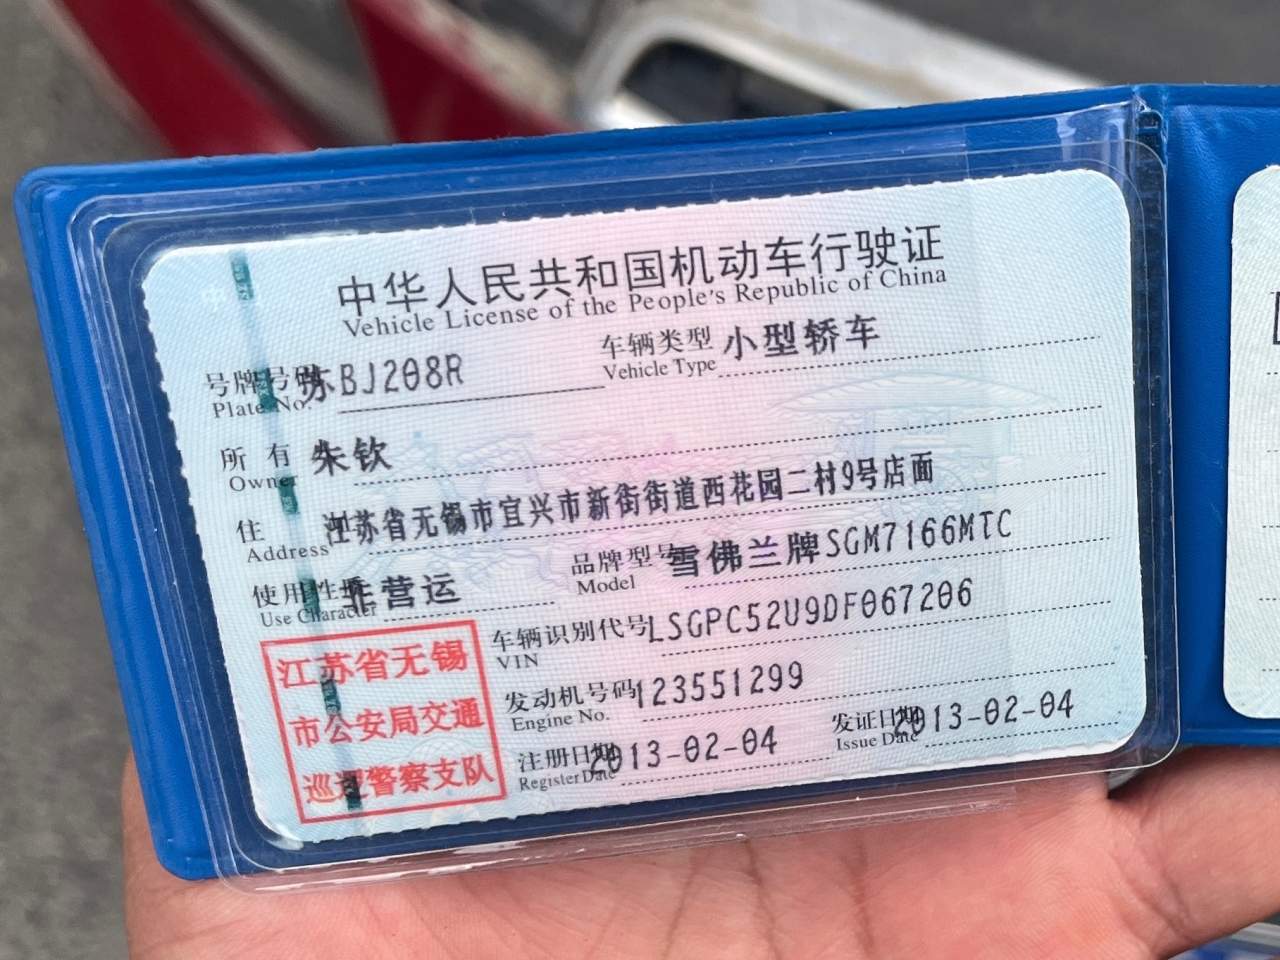 中华人民共和国机动车行驶证
Vehicle License of the People's Republic of China
号牌号码 苏BJ208R 车辆类型 小型轿车
Plate No. Vehicle Type
所有 朱钦
Owner
住 江苏省无锡市宜兴市新街街道西花园二村9号店面
Address
使用性质 非营运 品牌型号 雪佛兰牌SGM7166MTC
Use Character Model
车辆识别代号 LSGPC52U9DF067206
VIN
发动机号码 123551299
Engine No.
注册日期 2013-02-04 发证日期 2013-02-04
Register Date Issue Date
江苏省无锡
市公安局交通
巡逻警察支队